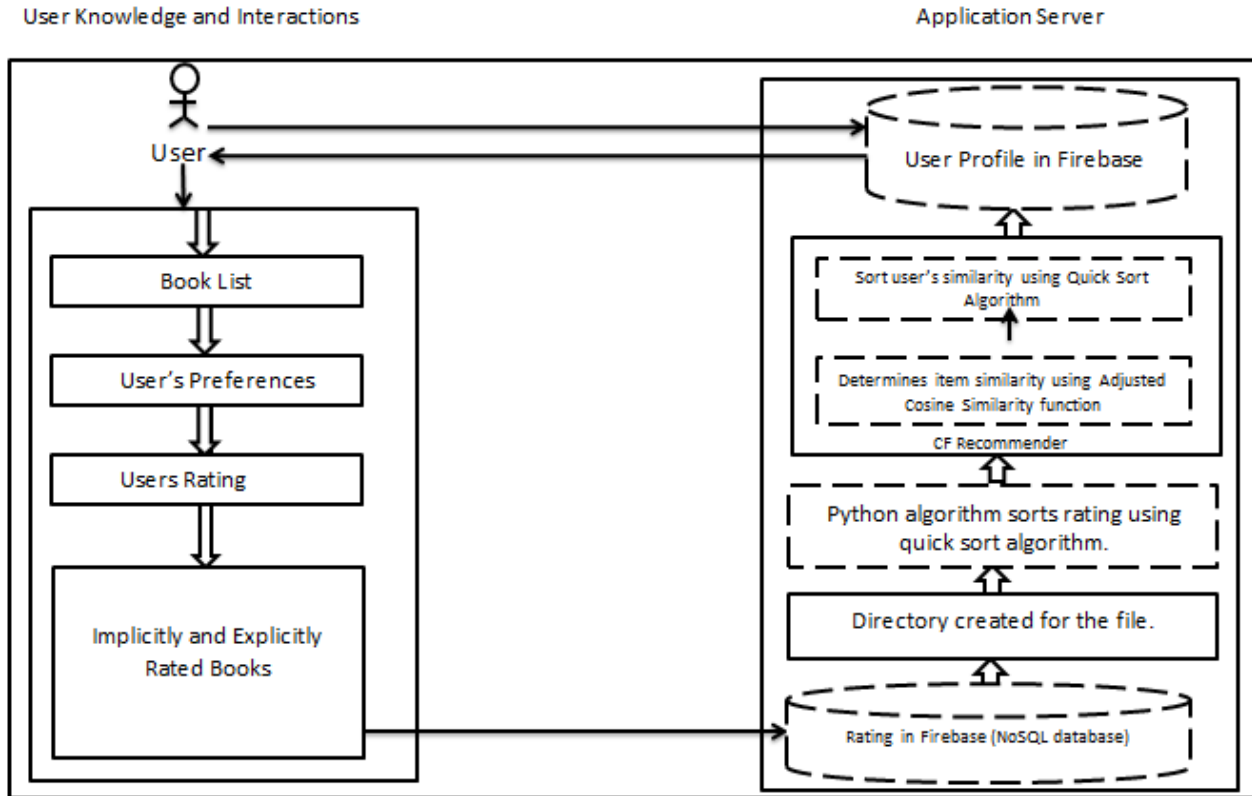 User Knowledge and Interactions
Application Server
User
Book List
User's Preferences
Users Rating
Implicitly and Explicitly
Rated Books
User Profile in Firebase
Sort user's similarity using Quick Sort
Algorithm
Determines item similarity using Adjusted
Cosine Similarity function
CF Recommender
Python algorithm sorts rating using
quick sort algorithm.
Directory created for the file.
Rating in Firebase (NoSQL database)